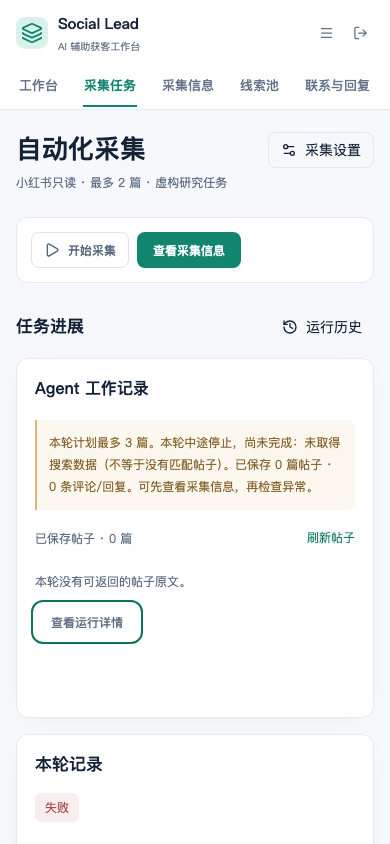 Social Lead
AI 辅助获客工作台
工作台
采集任务
采集信息
线索池
联系与回复
自动化采集
采集设置
小红书只读 · 最多 2 篇 · 虚构研究任务
开始采集
查看采集信息
任务进展
运行历史
Agent 工作记录
本轮计划最多 3 篇。本轮中途停止，尚未完成：未取得
搜索数据（不等于没有匹配帖子）。已保存 0 篇帖子 ·
0 条评论/回复。可先查看采集信息，再检查异常。
已保存帖子 · 0 篇
刷新帖子
本轮没有可返回的帖子原文。
查看运行详情
本轮记录
失败